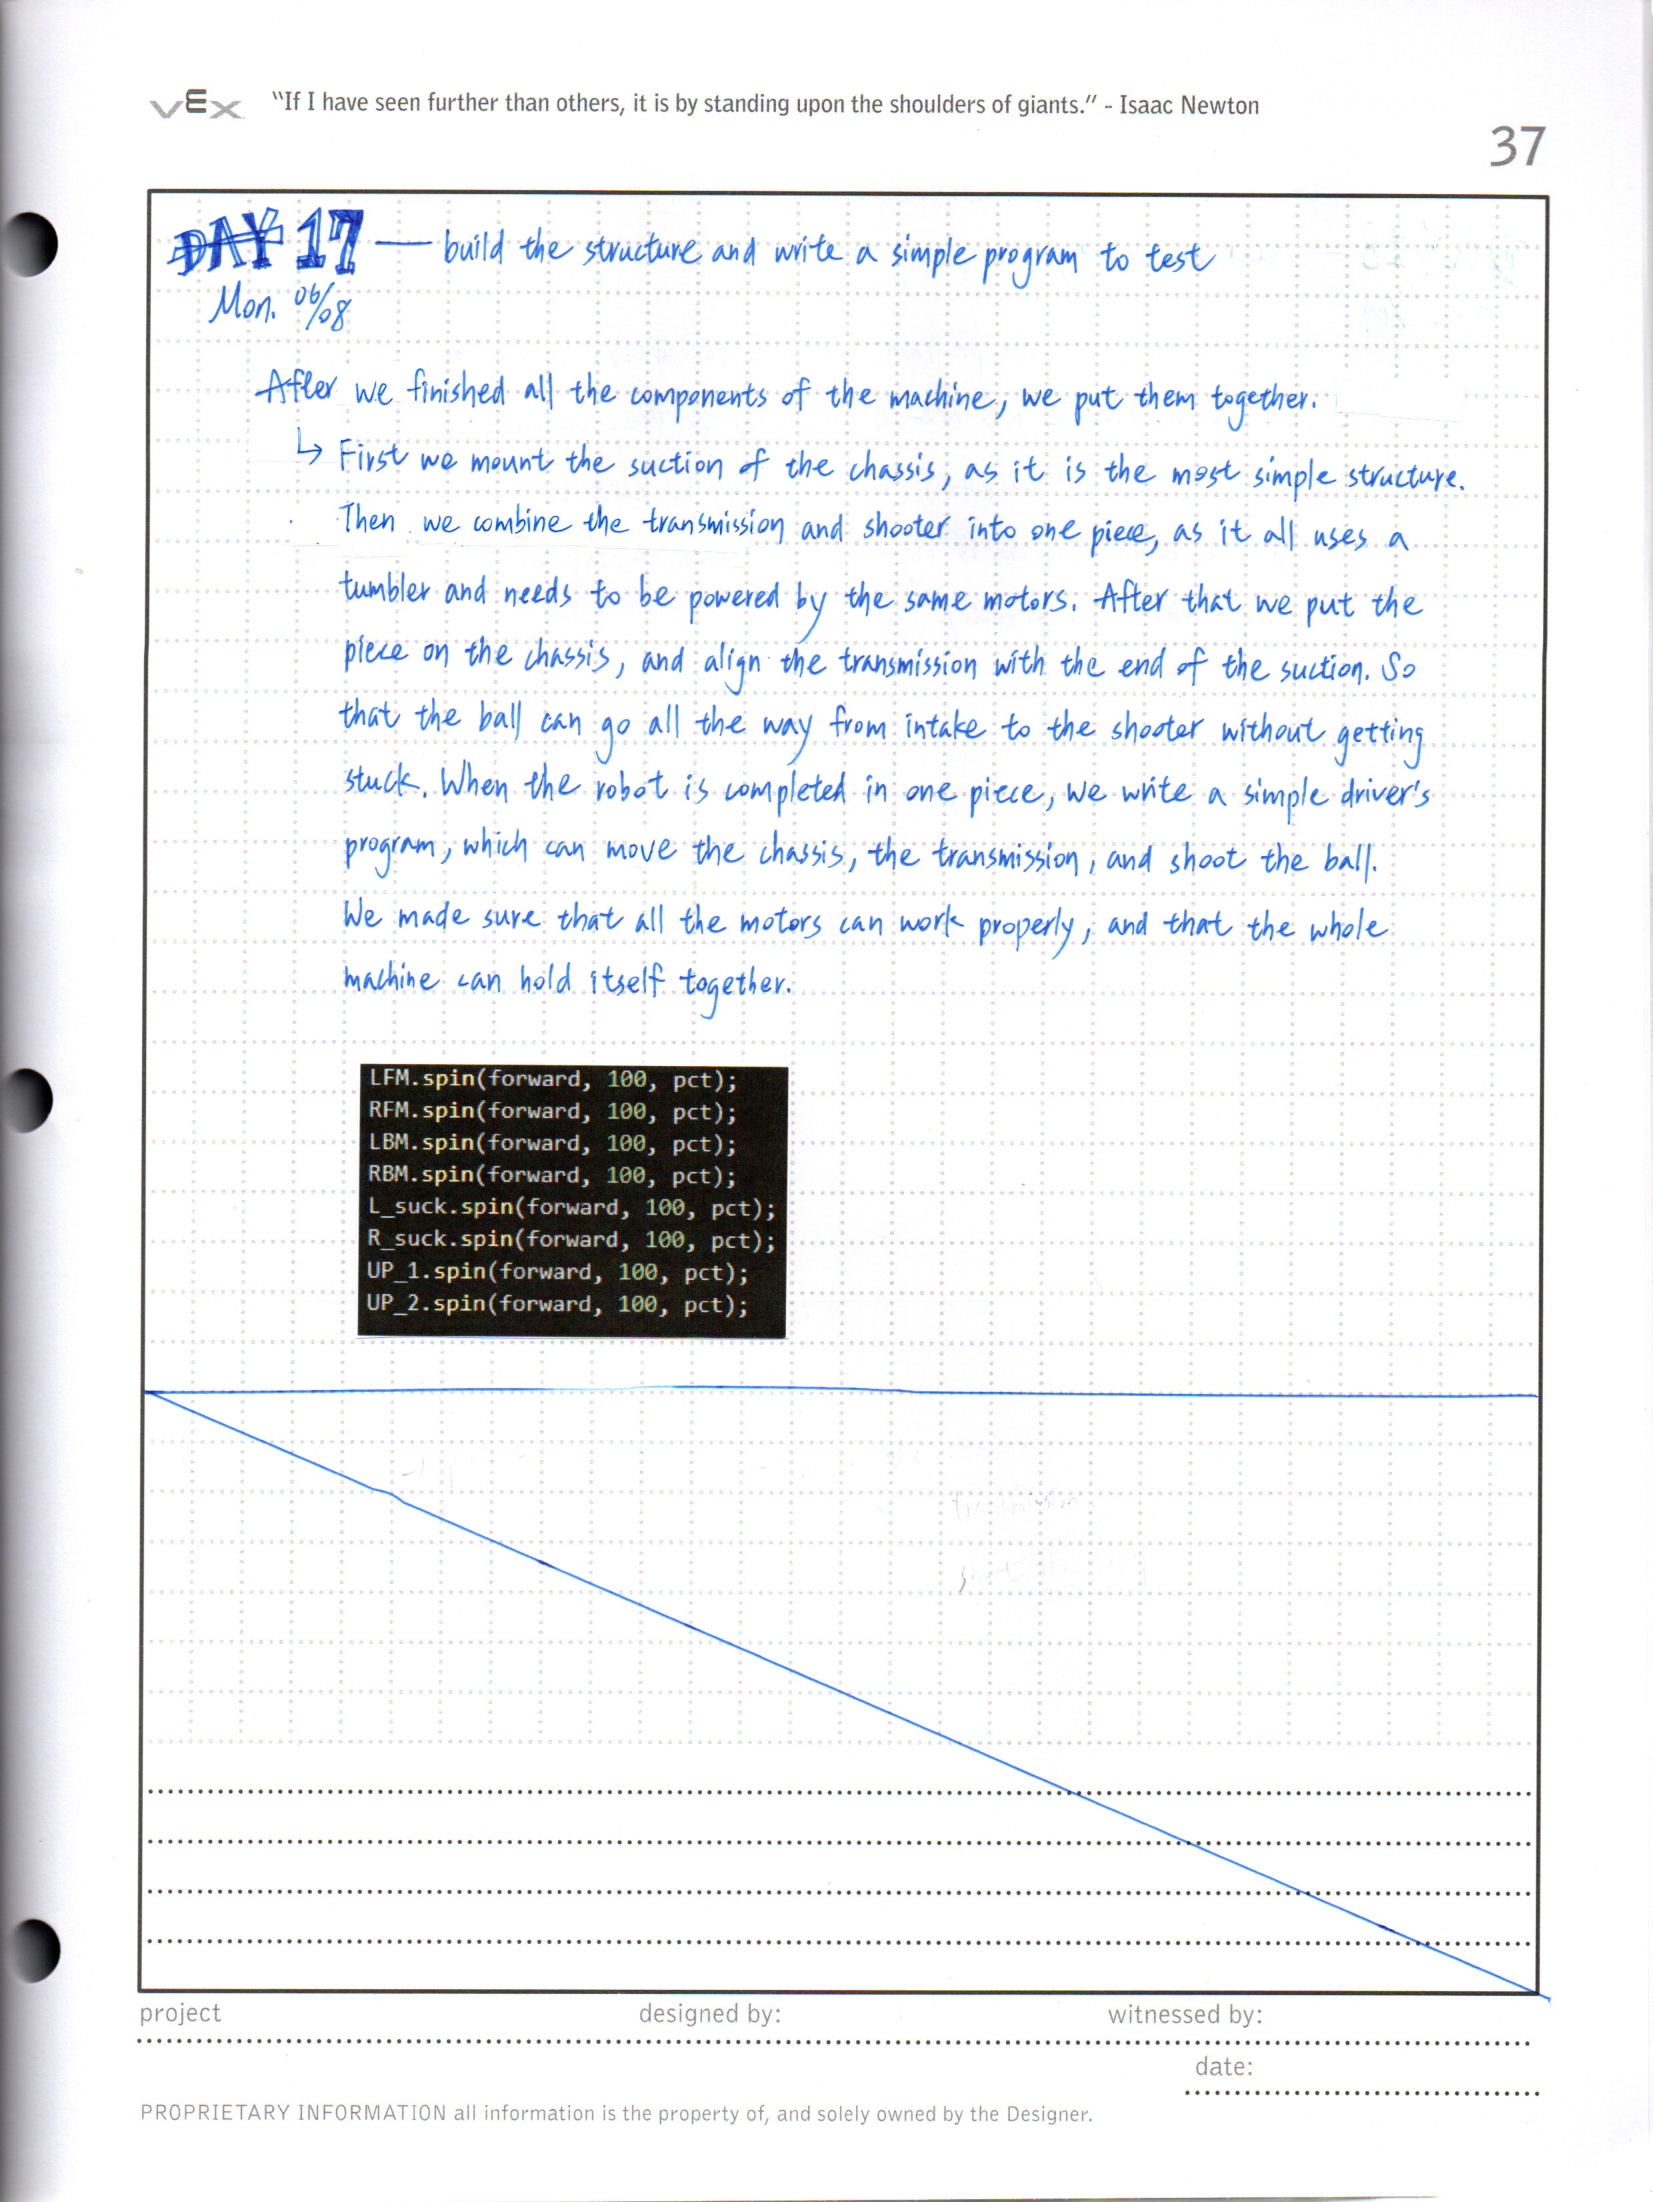 VEX "If I have seen further than others, it is by standing upon the shoulders of giants." - Isaac Newton
37
DAY 17 — build the structure and write a simple program to test
Mon. 06/08
After we finished all the components of the machine, we put them together.
↳ First we mount the suction of the chassis, as it is the most simple structure.
Then we combine the transmission and shooter into one piece, as it all uses a
tumbler and needs to be powered by the same motors. After that we put the
piece on the chassis, and align the transmission with the end of the suction. So
that the ball can go all the way from intake to the shooter without getting
stuck. When the robot is completed in one piece, we write a simple driver's
program, which can move the chassis, the transmission, and shoot the ball.
We made sure that all the motors can work properly, and that the whole
machine can hold itself together.
LFM.spin(forward, 100, pct);
RFM.spin(forward, 100, pct);
LBM.spin(forward, 100, pct);
RBM.spin(forward, 100, pct);
L_suck.spin(forward, 100, pct);
R_suck.spin(forward, 100, pct);
UP_1.spin(forward, 100, pct);
UP_2.spin(forward, 100, pct);
transmission
project designed by: witnessed by:
date:
PROPRIETARY INFORMATION all information is the property of, and solely owned by the Designer.